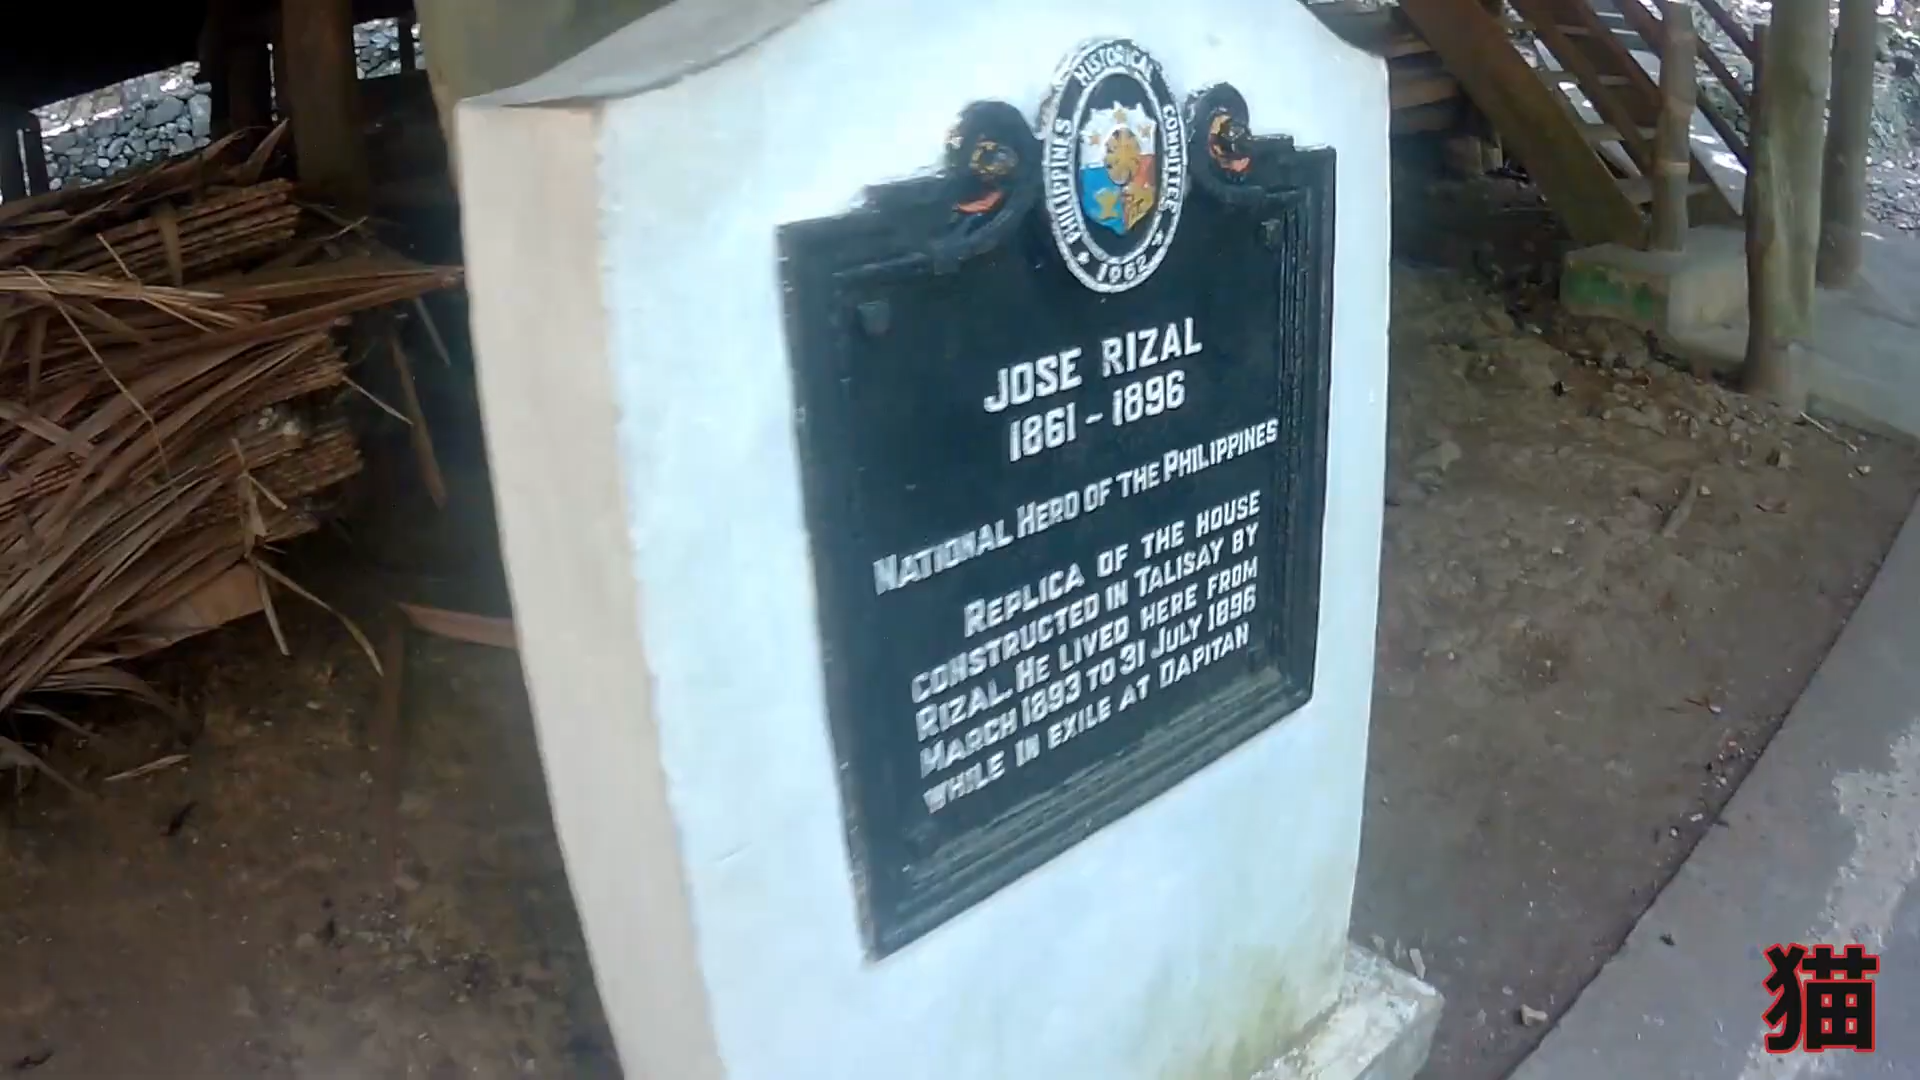 PHILIPPINES HISTORICAL COMMITTEE
1962
JOSE RIZAL
1861 - 1896
NATIONAL HERO OF THE PHILIPPINES
REPLICA OF THE HOUSE
CONSTRUCTED IN TALISAY BY
RIZAL. HE LIVED HERE FROM
MARCH 1893 TO 31 JULY 1896
WHILE IN EXILE AT DAPITAN
猫